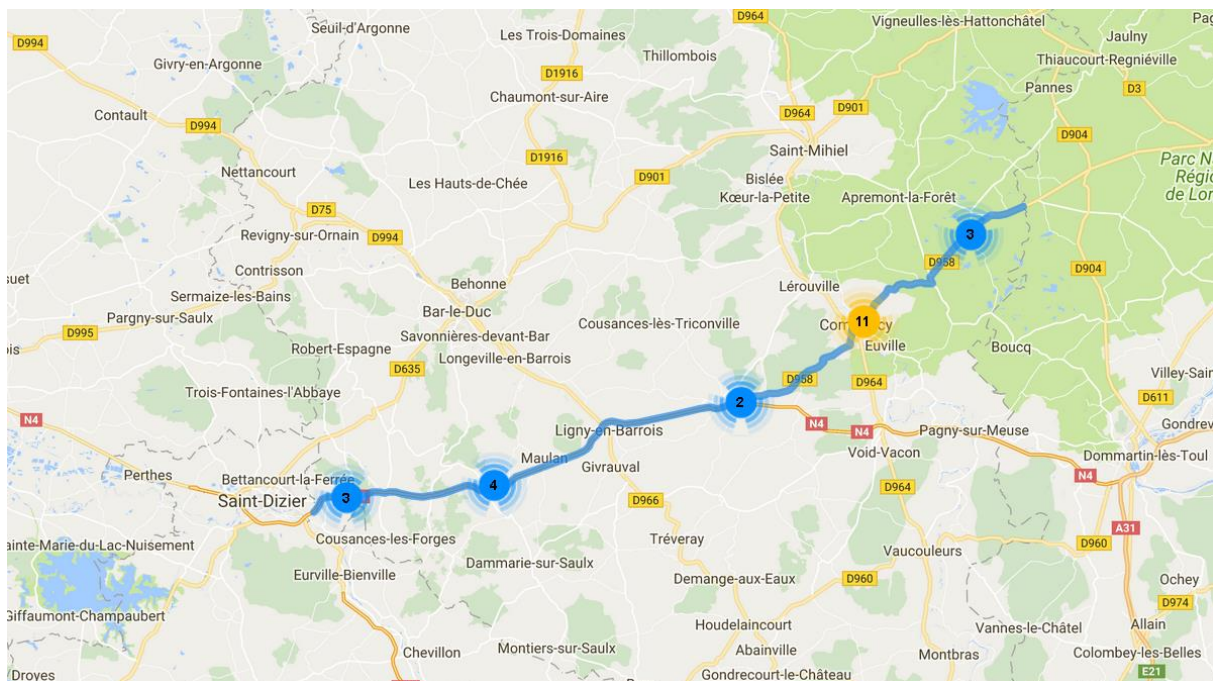 D964
Vigneulles-lès-Hattonchâtel
Pag
Seuil-d'Argonne
Les Trois-Domaines
Jaulny
D994
Thillombois
Thiaucourt-Regniéville
Givry-en-Argonne
D1916
Pannes
D3
Chaumont-sur-Aire
D901
Contault
D964
D994
D904
Saint-Mihiel
D1916
Parc Na
Régio
de Lor
Nettancourt
Les Hauts-de-Chée
D901
Bislée
Kœur-la-Petite
Apremont-la-Forêt
D75
Revigny-sur-Ornain
D994
3
D958
D904
suet
Contrisson
Behonne
Lérouville
Sermaize-les-Bains
Bar-le-Duc
Pargny-sur-Saulx
Cousances-lès-Triconville
11
Com
cy
D995
Savonnières-devant-Bar
Euville
Boucq
ois
Robert-Espagne
Longeville-en-Barrois
D635
Villey-Sain
Trois-Fontaines-l'Abbaye
D958
D964
D611
2
N4
N4
N4
Ligny-en-Barrois
Pagny-sur-Meuse
Gondrev
Maulan
Givrauval
Void-Vacon
Dommartin-lès-Toul
Perthes
Bettancourt-la-Ferrée
N4
4
D964
Saint-Dizier
3
D966
A31
Cousances-les-Forges
Tréveray
D960
ainte-Marie-du-Lac-Nuisement
Vaucouleurs
Dammarie-sur-Saulx
Eurville-Bienville
Demange-aux-Eaux
D960
Ochey
D974
Giffaumont-Champaubert
Houdelaincourt
Vannes-le-Châtel
Allain
Chevillon
Montiers-sur-Saulx
Abainville
Montbras
Colombey-les-Belles
Droyes
Gondrecourt-le-Château
E21